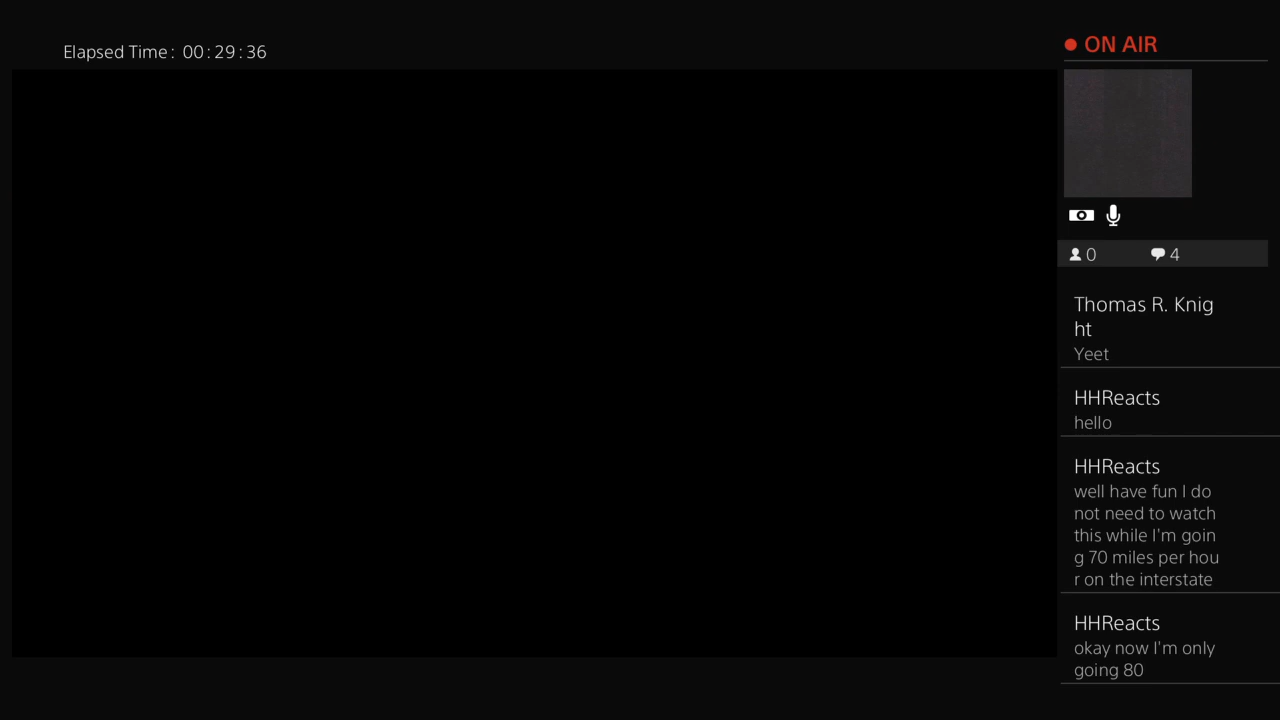 Elapsed Time: 00:29:36
ON AIR
0
4
Thomas R. Knig
ht
Yeet
HHReacts
hello
HHReacts
well have fun I do
not need to watch
this while I'm goin
g 70 miles per hou
r on the interstate
HHReacts
okay now I'm only
going 80